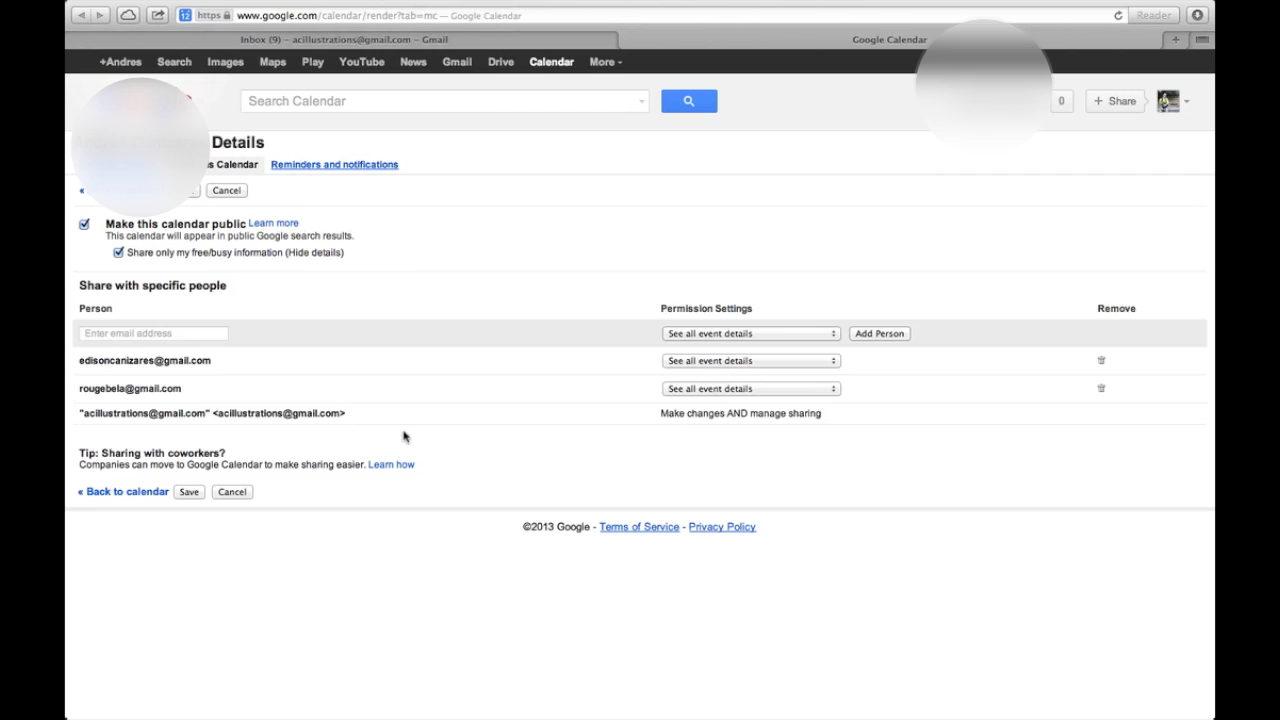 https www.google.com/calendar/render?tab=mc — Google Calendar Reader
Inbox (9) – acillustrations@gmail.com – Gmail Google Calendar
+Andres Search Images Maps Play YouTube News Gmail Drive Calendar More
Search Calendar 0 + Share
Details
Calendar Reminders and notifications
« Cancel
Make this calendar public Learn more
This calendar will appear in public Google search results.
Share only my free/busy information (Hide details)
Share with specific people
Person Permission Settings Remove
Enter email address See all event details Add Person
edisoncanizares@gmail.com See all event details
rougebela@gmail.com See all event details
"acillustrations@gmail.com" <acillustrations@gmail.com> Make changes AND manage sharing
Tip: Sharing with coworkers?
Companies can move to Google Calendar to make sharing easier. Learn how
« Back to calendar Save Cancel
©2013 Google - Terms of Service - Privacy Policy